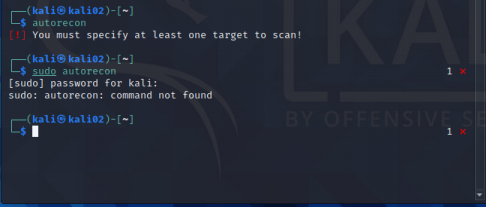 ┌──(kali㉿kali02)-[~]
└─$ autorecon
[!] You must specify at least one target to scan!
┌──(kali㉿kali02)-[~]
└─$ sudo autorecon 1 ⨯
[sudo] password for kali:
sudo: autorecon: command not found
┌──(kali㉿kali02)-[~]
└─$ 1 ⨯
KAL
BY OFFENSIVE SE